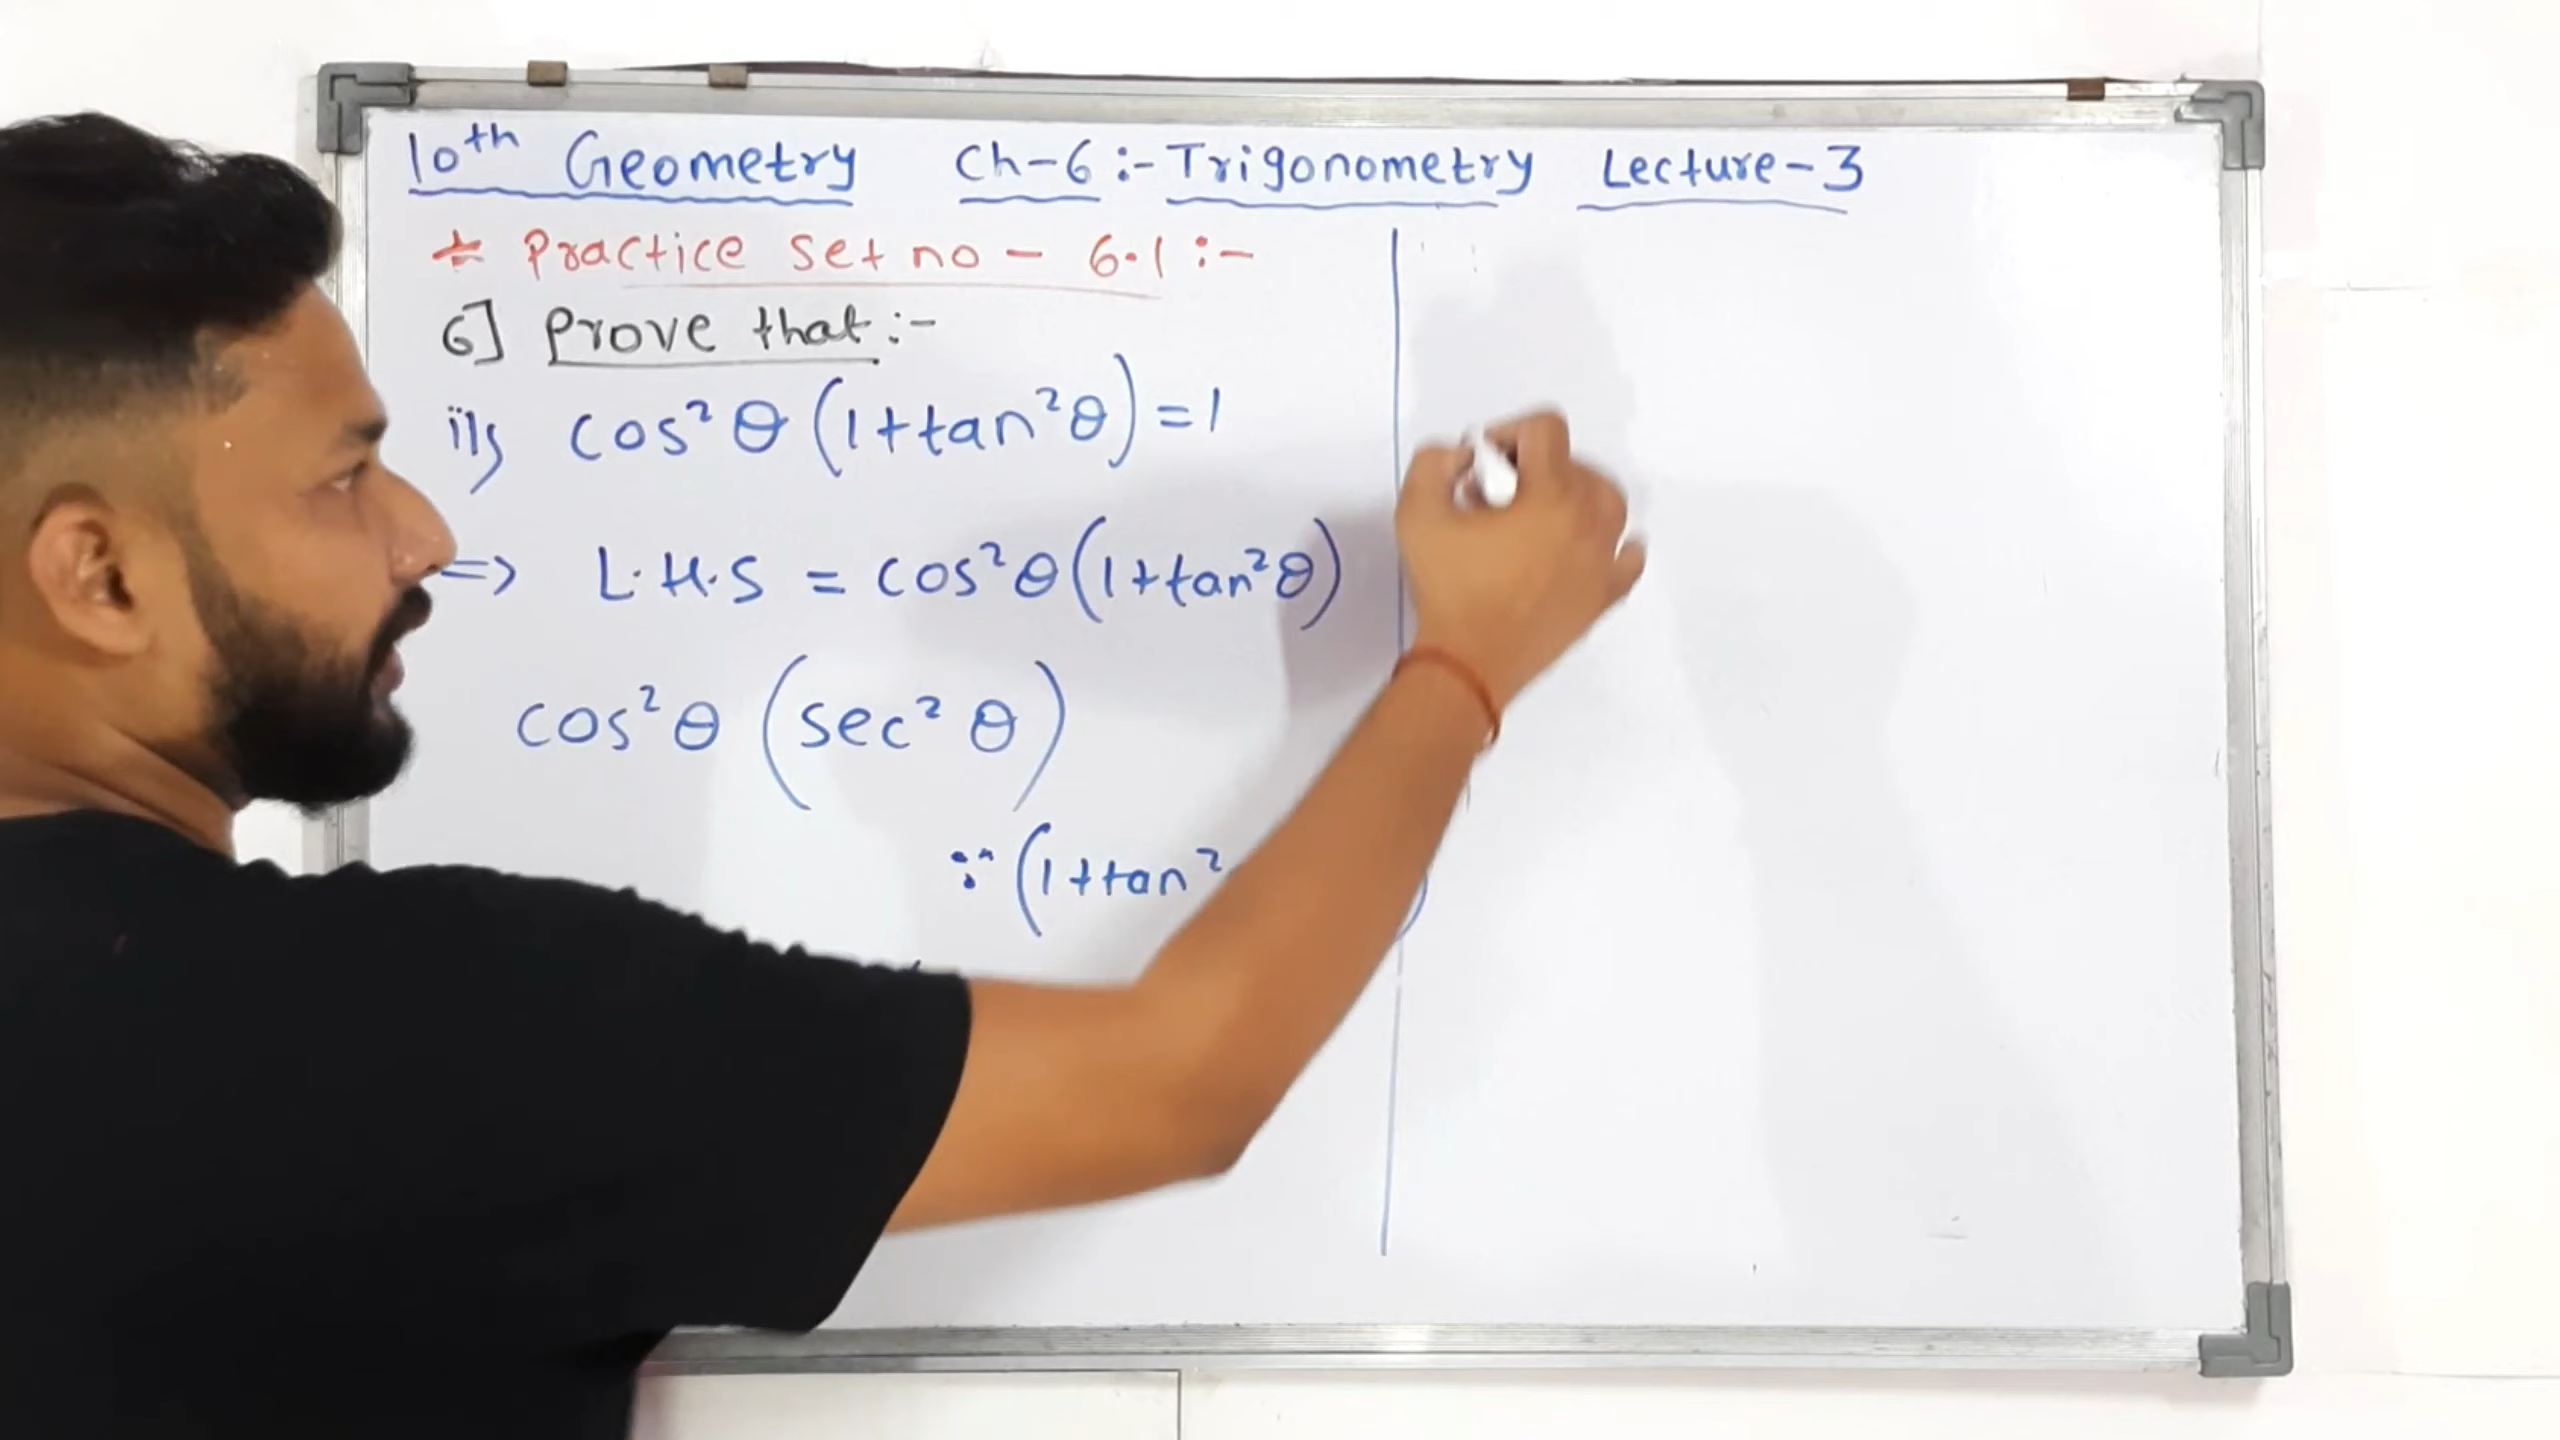 10th Geometry Ch-6:- Trigonometry Lecture-3
* Practice set no - 6.1 :-
6] Prove that :-
ii) cos² θ (1+tan²θ) = 1
=> L.H.S = cos²θ (1+tan²θ)
cos²θ (sec² θ)
∵ (1+tan² )